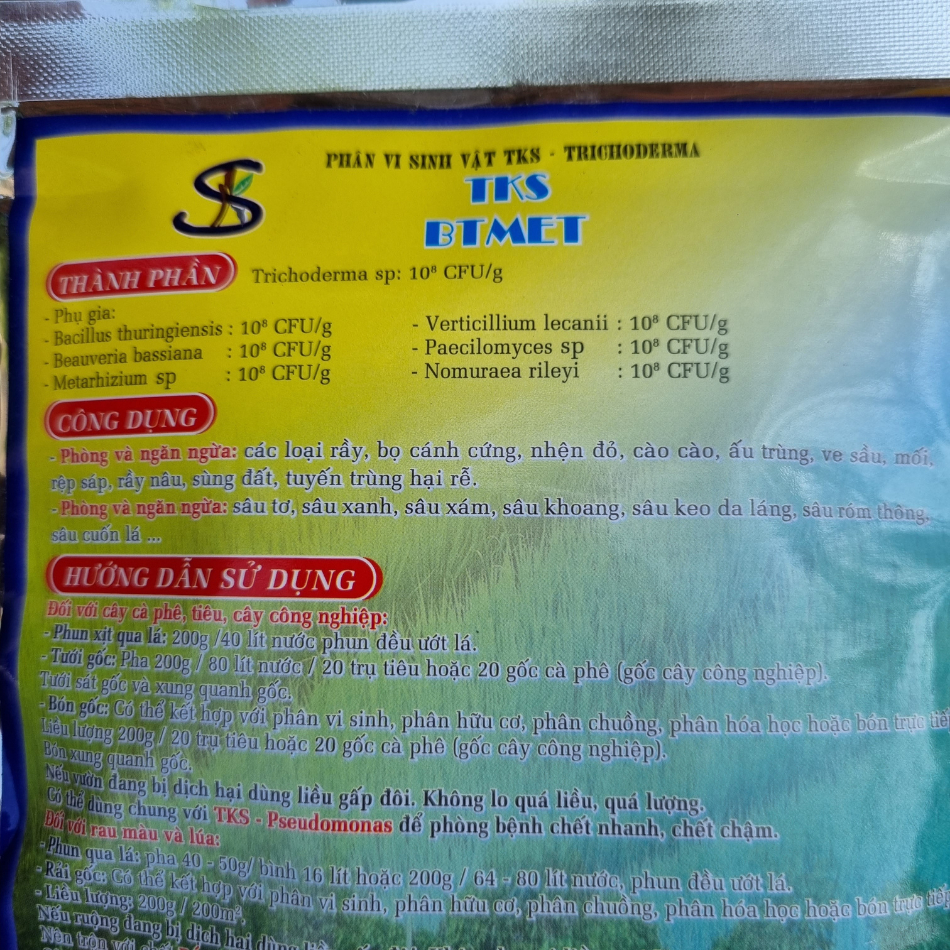 PHÂN VI SINH VẬT TKS - TRICHODERMA
TKS
BTMET
THÀNH PHẦN Trichoderma sp: 10⁸ CFU/g
- Phụ gia:
- Bacillus thuringiensis : 10⁸ CFU/g - Verticillium lecanii : 10⁸ CFU/g
- Beauveria bassiana : 10⁸ CFU/g - Paecilomyces sp : 10⁸ CFU/g
- Metarhizium sp : 10⁸ CFU/g - Nomuraea rileyi : 10⁸ CFU/g
CÔNG DỤNG
- Phòng và ngăn ngừa: các loại rầy, bọ cánh cứng, nhện đỏ, cào cào, ấu trùng, ve sầu, mối,
rệp sáp, rầy nâu, sùng đất, tuyến trùng hại rễ.
- Phòng và ngăn ngừa: sâu tơ, sâu xanh, sâu xám, sâu khoang, sâu keo da láng, sâu róm thông,
sâu cuốn lá ...
HƯỚNG DẪN SỬ DỤNG
Đối với cây cà phê, tiêu, cây công nghiệp:
- Phun xịt qua lá: 200g /40 lít nước phun đều ướt lá.
- Tưới gốc: Pha 200g / 80 lít nước / 20 trụ tiêu hoặc 20 gốc cà phê (gốc cây công nghiệp).
Tưới sát gốc và xung quanh gốc.
- Bón gốc: Có thể kết hợp với phân vi sinh, phân hữu cơ, phân chuồng, phân hóa học hoặc bón trực tiếp
Liều lượng 200g / 20 trụ tiêu hoặc 20 gốc cà phê (gốc cây công nghiệp).
Bón xung quanh gốc.
Nếu vườn đang bị dịch hại dùng liều gấp đôi. Không lo quá liều, quá lượng.
Có thể dùng chung với TKS - Pseudomonas để phòng bệnh chết nhanh, chết chậm.
Đối với rau màu và lúa:
- Phun qua lá: pha 40 - 50g/ bình 16 lít hoặc 200g / 64 - 80 lít nước, phun đều ướt lá.
- Rải gốc: Có thể kết hợp với phân vi sinh, phân hữu cơ, phân chuồng, phân hóa học hoặc bón trực tiếp
- Liều lượng: 200g / 200m².
Nếu ruộng đang bị dịch hại dùng liều gấp đôi.
Nên trộn với